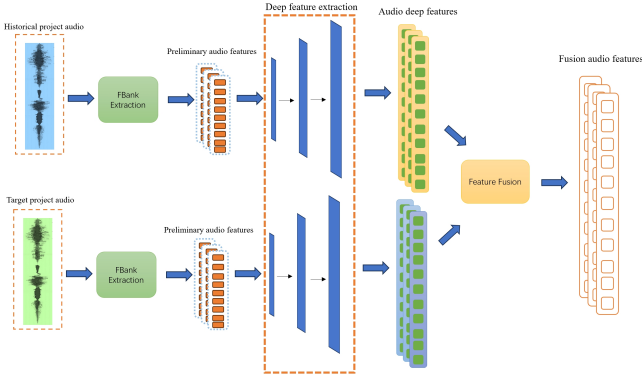 Deep feature extraction
Audio deep features
Historical project audio
Preliminary audio features
Fusion audio features
FBank
Extraction
Feature Fusion
Target project audio
Preliminary audio features
FBank
Extraction